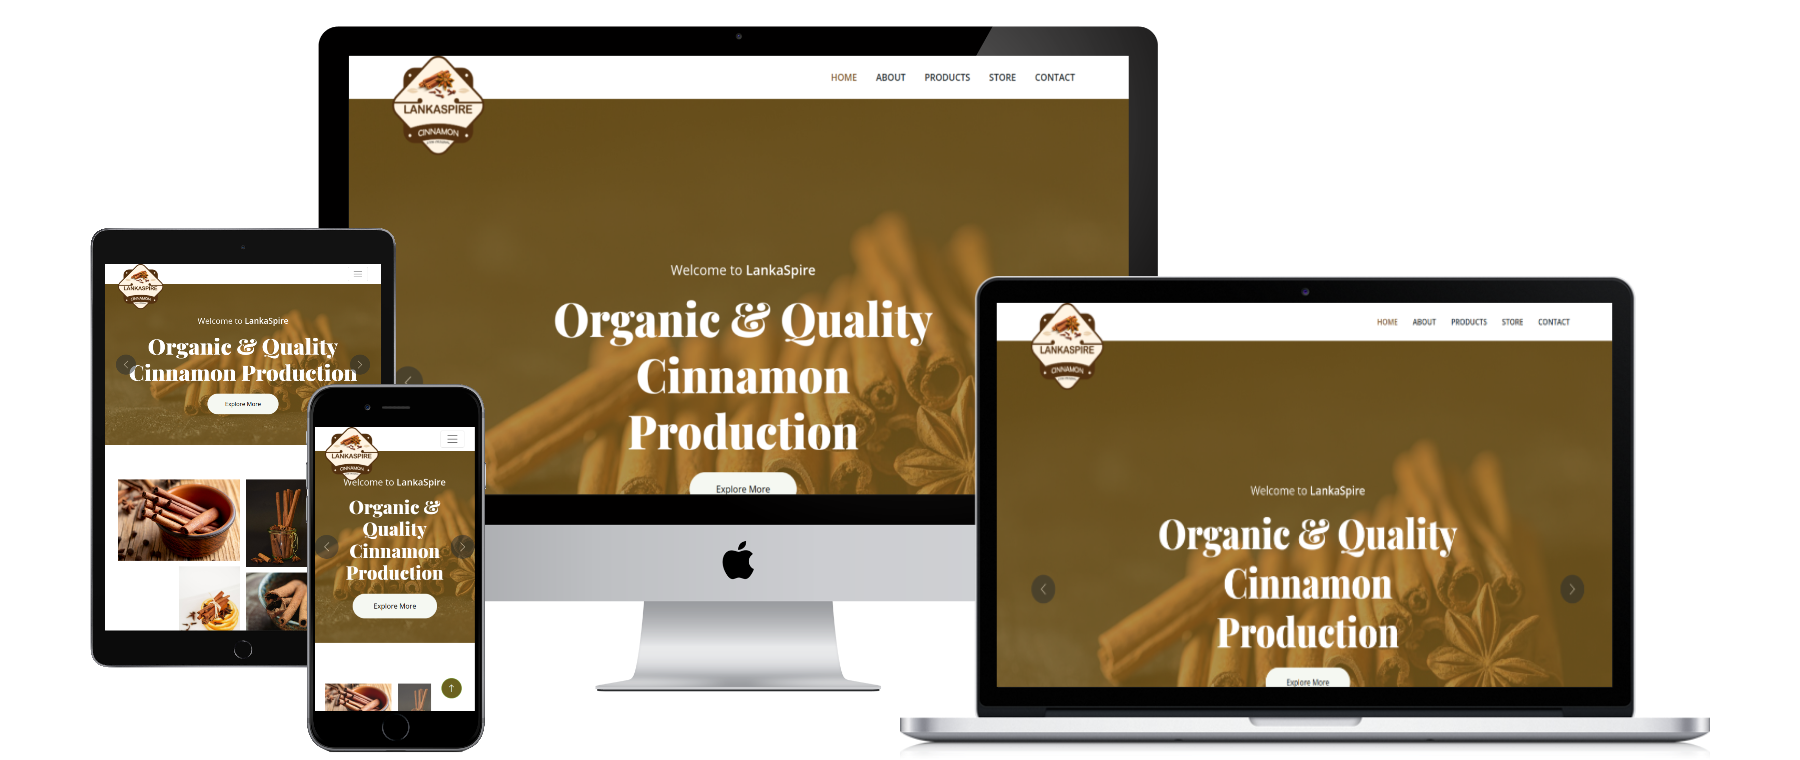 LANKASPIRE
CINNAMON
HOME ABOUT PRODUCTS STORE CONTACT
Welcome to LankaSpire
Organic & Quality
Cinnamon
Production
Explore More
LANKASPIRE
CINNAMON
Welcome to LankaSpire
Organic & Quality
Cinnamon Production
Explore More
LANKASPIRE
CINNAMON
Welcome to LankaSpire
Organic &
Quality
Cinnamon
Production
Explore More
LANKASPIRE
CINNAMON
HOME ABOUT PRODUCTS STORE CONTACT
Welcome to LankaSpire
Organic & Quality
Cinnamon
Production
Explore More